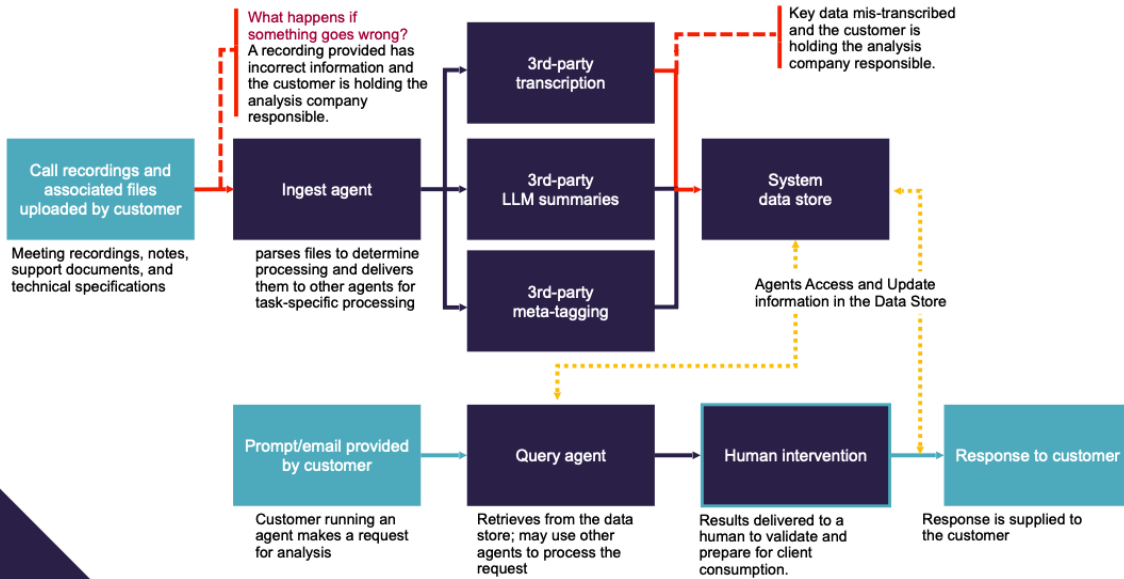 What happens if
something goes wrong?
A recording provided has
incorrect information and
the customer is holding the
analysis company
responsible.
Key data mis-transcribed
and the customer is
holding the analysis
company responsible.
3rd-party
transcription
Call recordings and
associated files
uploaded by customer
Ingest agent
3rd-party
LLM summaries
System
data store
Meeting recordings, notes,
support documents, and
technical specifications
parses files to determine
processing and delivers
them to other agents for
task-specific processing
3rd-party
meta-tagging
Agents Access and Update
information in the Data Store
Prompt/email provided
by customer
Query agent
Human intervention
Response to customer
Customer running an
agent makes a request
for analysis
Retrieves from the data
store; may use other
agents to process the
request
Results delivered to a
human to validate and
prepare for client
consumption.
Response is supplied to
the customer